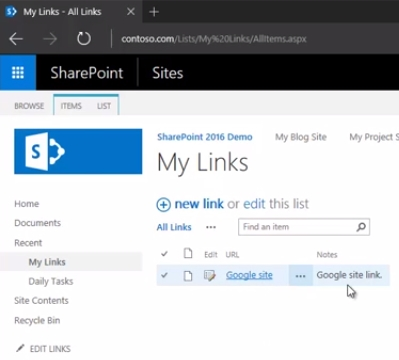 My Links - All Links
contoso.com/Lists/My%20Links/AllItems.aspx
SharePoint Sites
BROWSE ITEMS LIST
SharePoint 2016 Demo My Blog Site My Project S
My Links
Home
Documents
Recent
My Links
Daily Tasks
Site Contents
Recycle Bin
EDIT LINKS
new link or edit this list
All Links ... Find an item
Edit URL Notes
Google site ... Google site link.